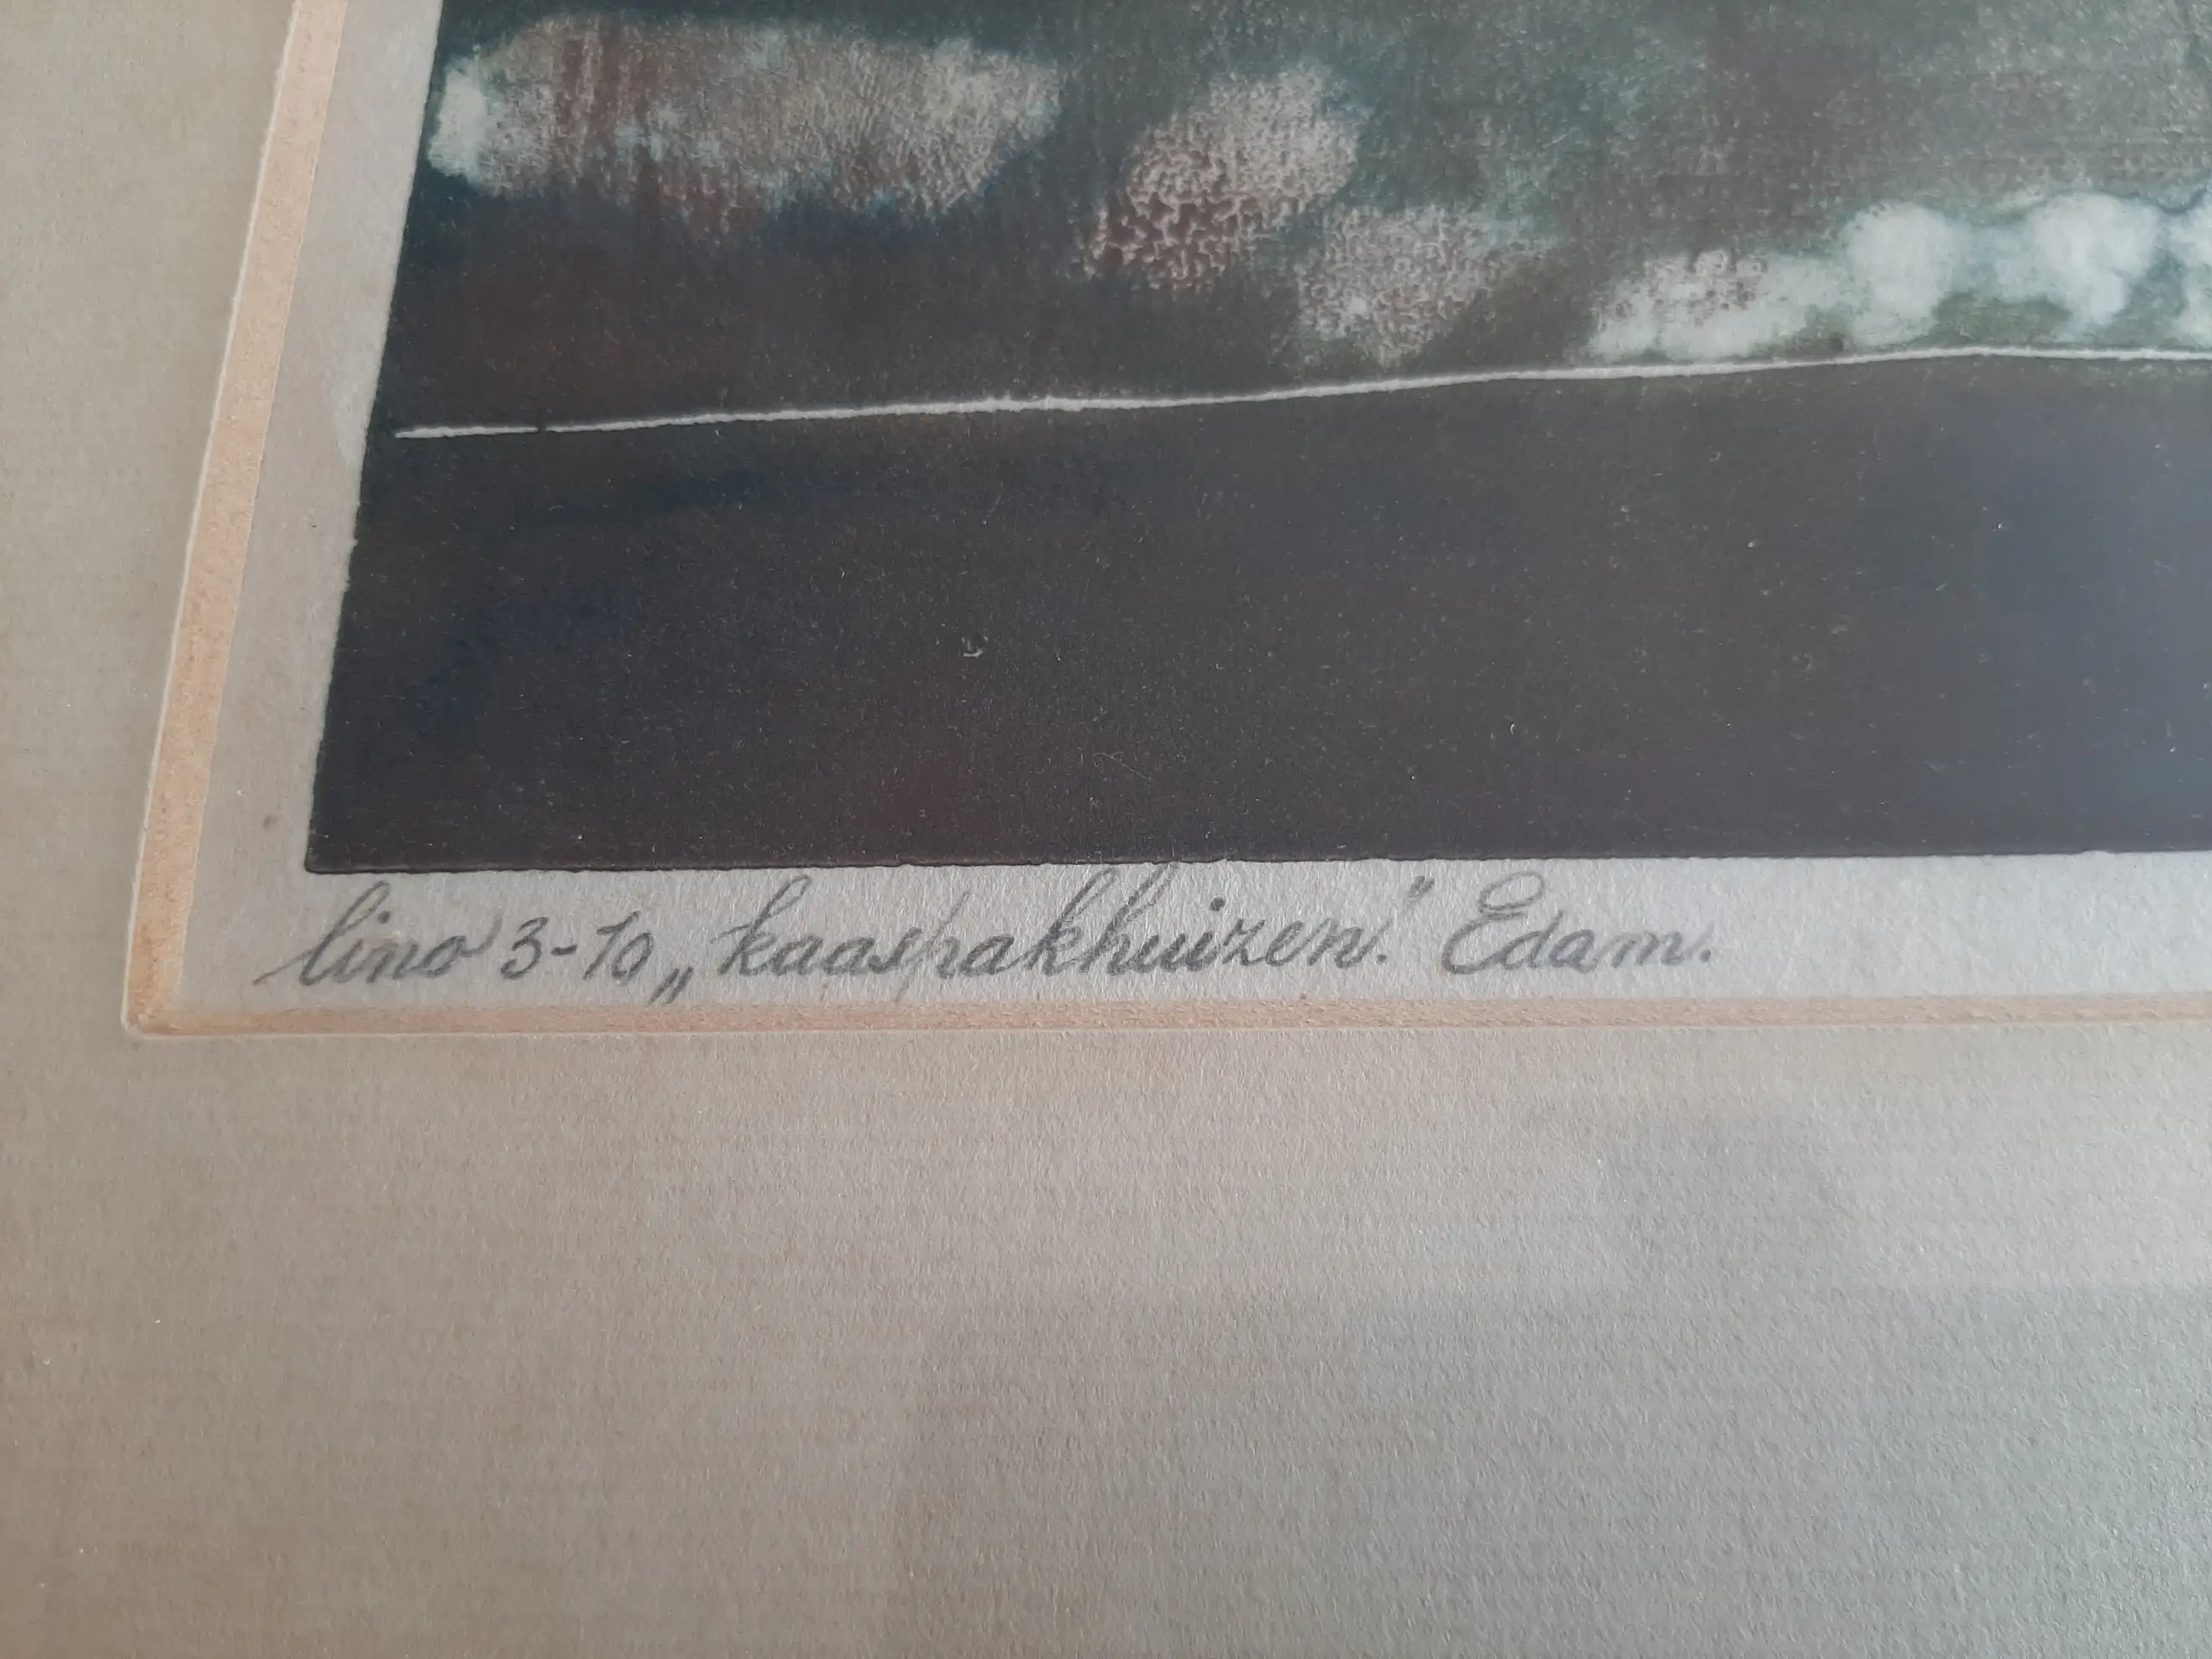 lino 3-10 „kaaspakhuizen." Edam.